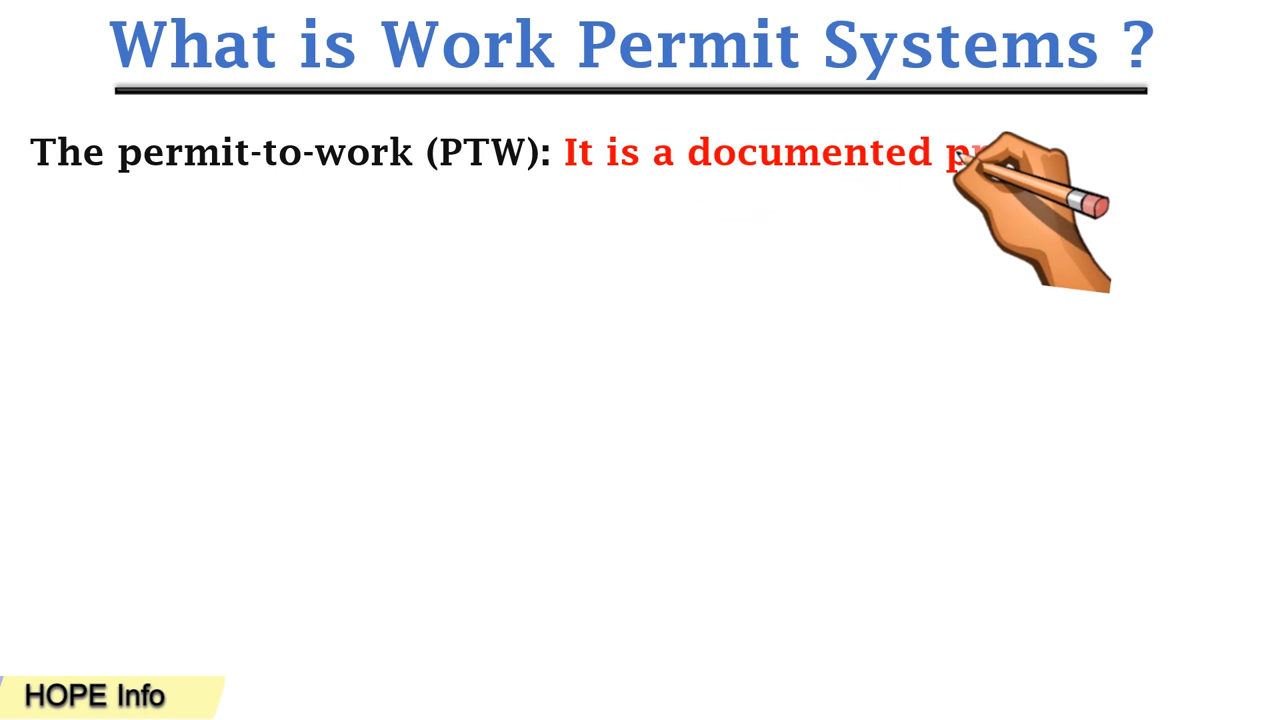 What is Work Permit Systems ?
The permit-to-work (PTW): It is a documented
HOPE Info